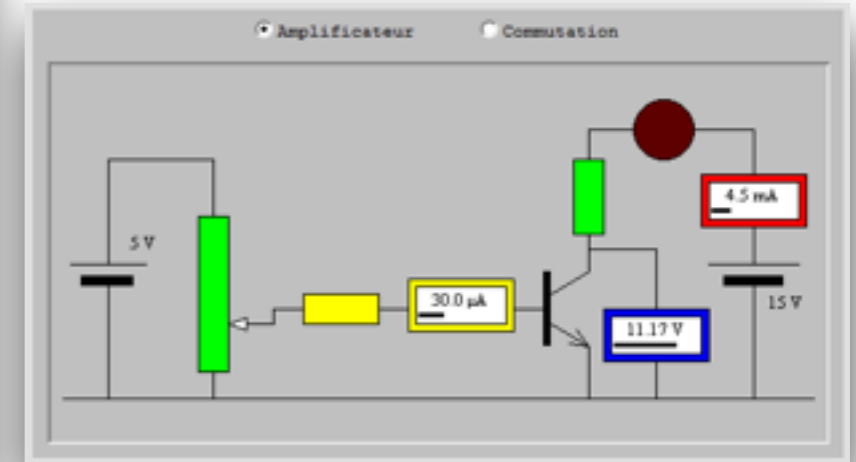 Amplificateur Commutation
5 V
4.5 mA
30.0 µA
15 V
11.17 V